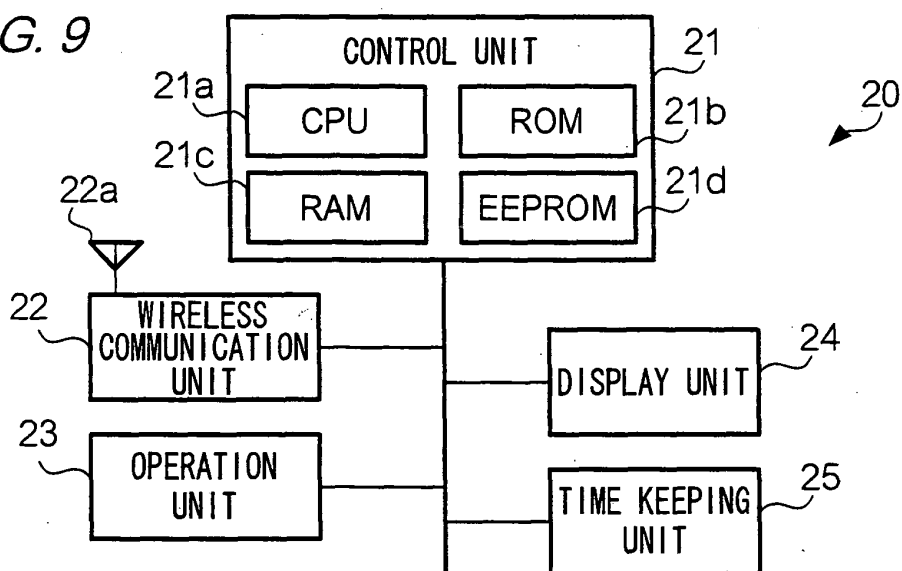 G. 9
CONTROL UNIT
21
20
21a
CPU
ROM
21b
21c
RAM
EEPROM
21d
22a
22
WIRELESS
COMMUNICATION
UNIT
24
DISPLAY UNIT
23
OPERATION
UNIT
25
TIME KEEPING
UNIT